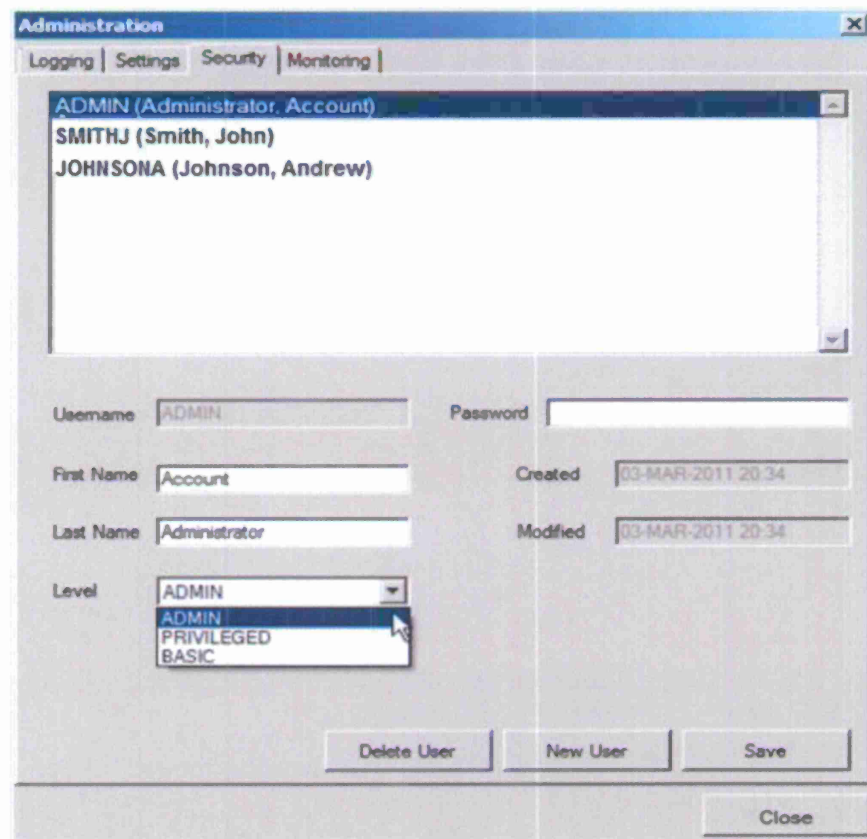 Administration
Logging Settings Security Monitoring
ADMIN (Administrator, Account)
SMITHJ (Smith, John)
JOHNSONA (Johnson, Andrew)
Username ADMIN Password
First Name Account Created 03-MAR-2011 20:34
Last Name Administrator Modified 03-MAR-2011 20:34
Level ADMIN
ADMIN
PRIVILEGED
BASIC
Delete User New User Save
Close